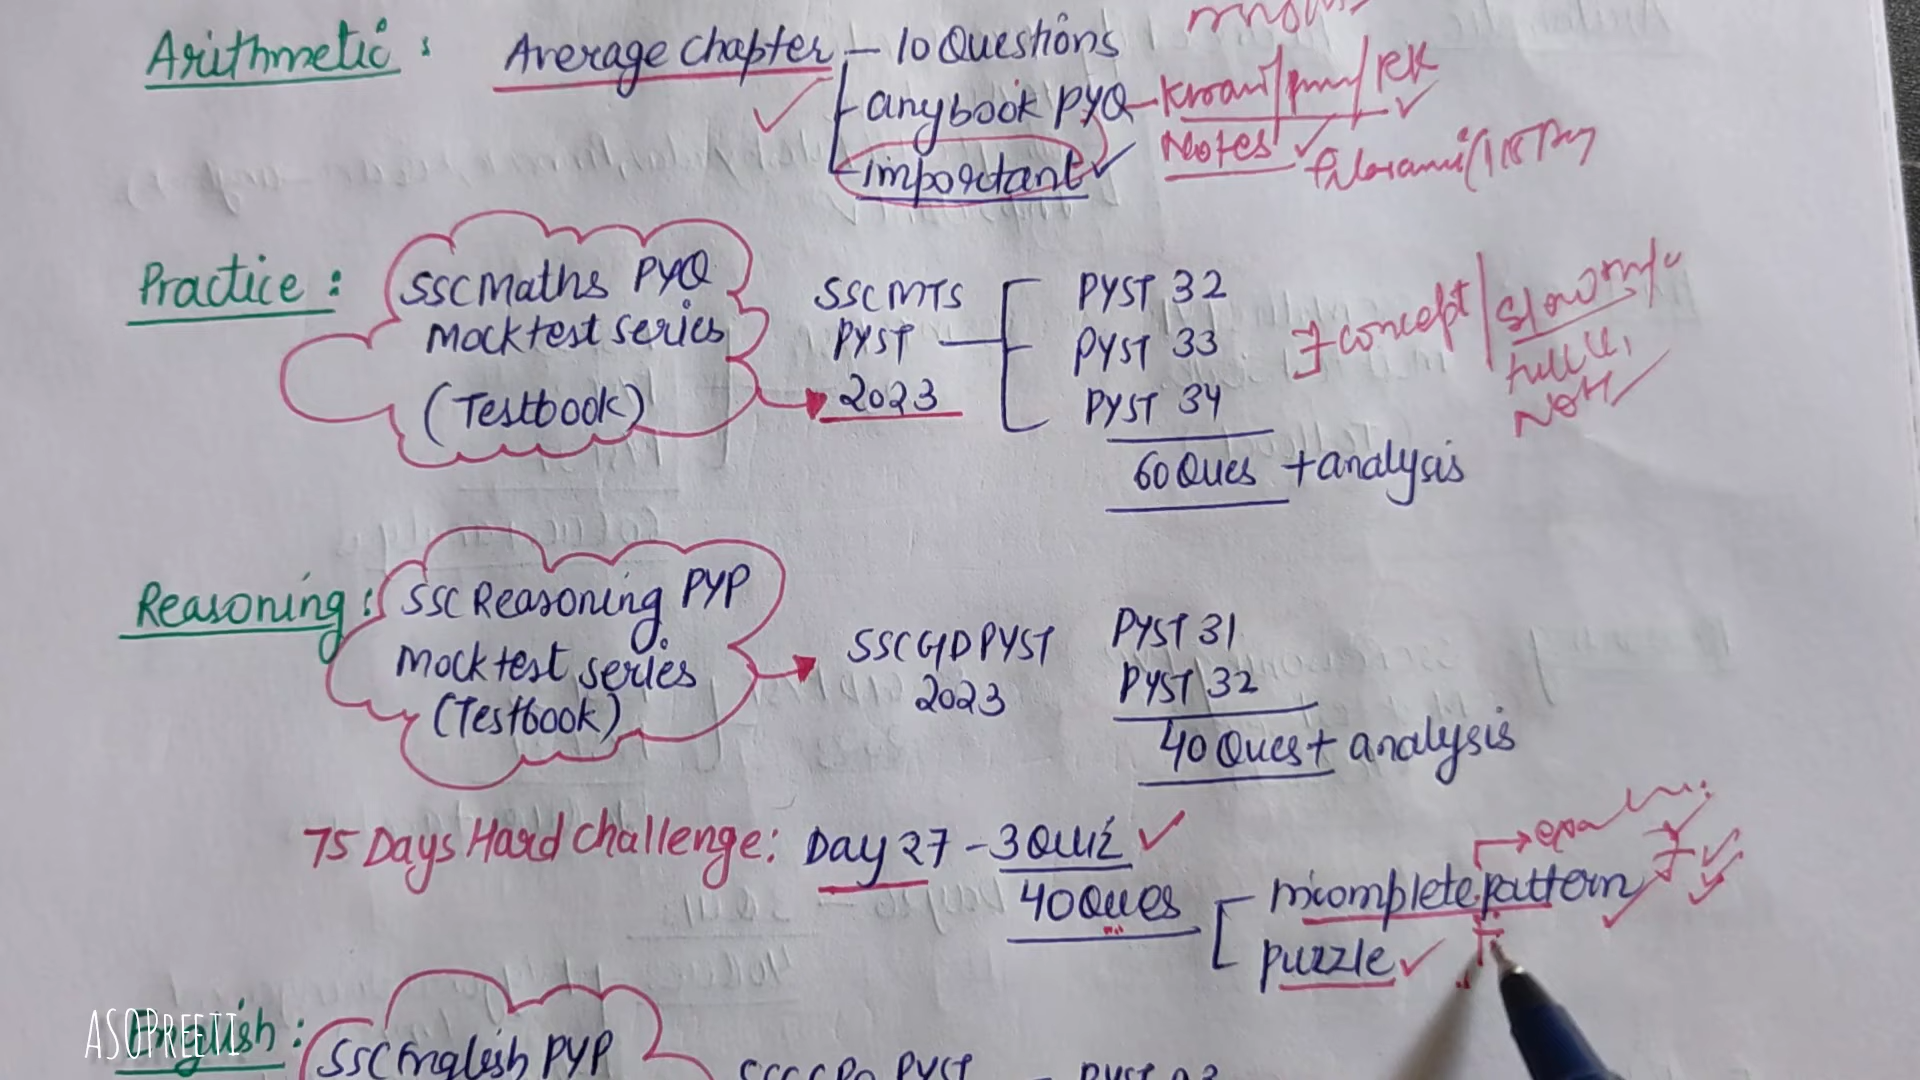 Arithmetic : Average chapter – 10 Questions
any book PYQ –
Notes
important
Practice : SSC Maths PYQ
Mock test series
(Testbook)
SSC MTS
PYST
2023
PYST 32
PYST 33
PYST 34
concept
60 Ques + analysis
Reasoning : SSC Reasoning PYP
Mock test series
(Testbook)
SSC GD PYST
2023
PYST 31
PYST 32
40 Ques + analysis
75 Days Hard challenge: Day 27 – 3 Quiz
40 Ques
incomplete pattern
puzzle
English :
SSC English PYP
PYST
ASOPREETI